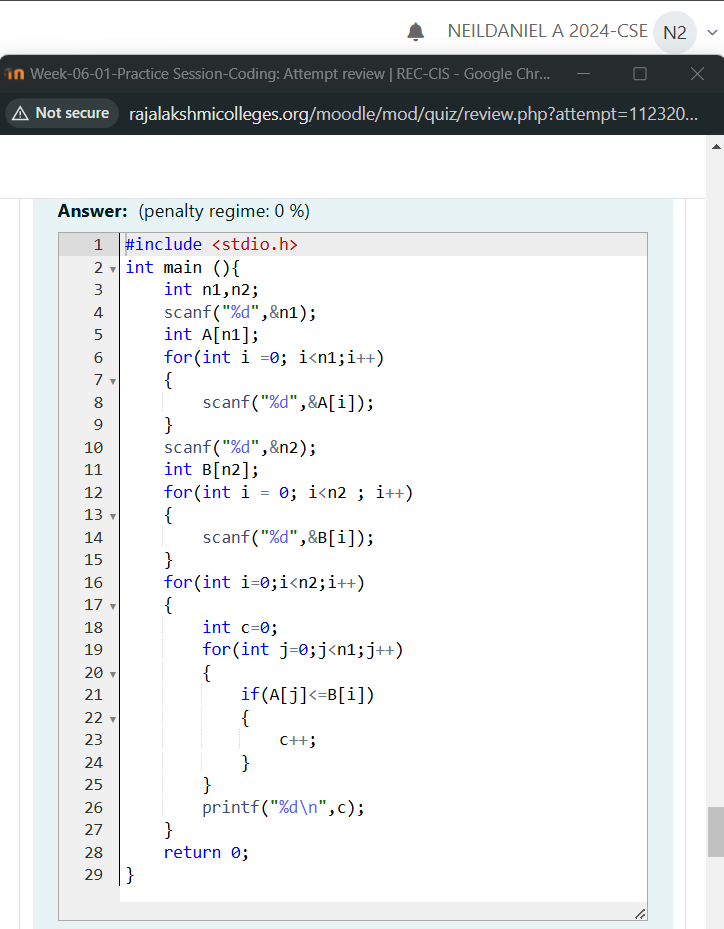 NEILDANIEL A 2024-CSE N2
Week-06-01-Practice Session-Coding: Attempt review | REC-CIS - Google Chr...
Not secure rajalakshmicolleges.org/moodle/mod/quiz/review.php?attempt=112320...
Answer: (penalty regime: 0 %)
1 #include <stdio.h>
2 int main (){
3 int n1,n2;
4 scanf("%d",&n1);
5 int A[n1];
6 for(int i =0; i<n1;i++)
7 {
8 scanf("%d",&A[i]);
9 }
10 scanf("%d",&n2);
11 int B[n2];
12 for(int i = 0; i<n2 ; i++)
13 {
14 scanf("%d",&B[i]);
15 }
16 for(int i=0;i<n2;i++)
17 {
18 int c=0;
19 for(int j=0;j<n1;j++)
20 {
21 if(A[j]<=B[i])
22 {
23 c++;
24 }
25 }
26 printf("%d\n",c);
27 }
28 return 0;
29 }